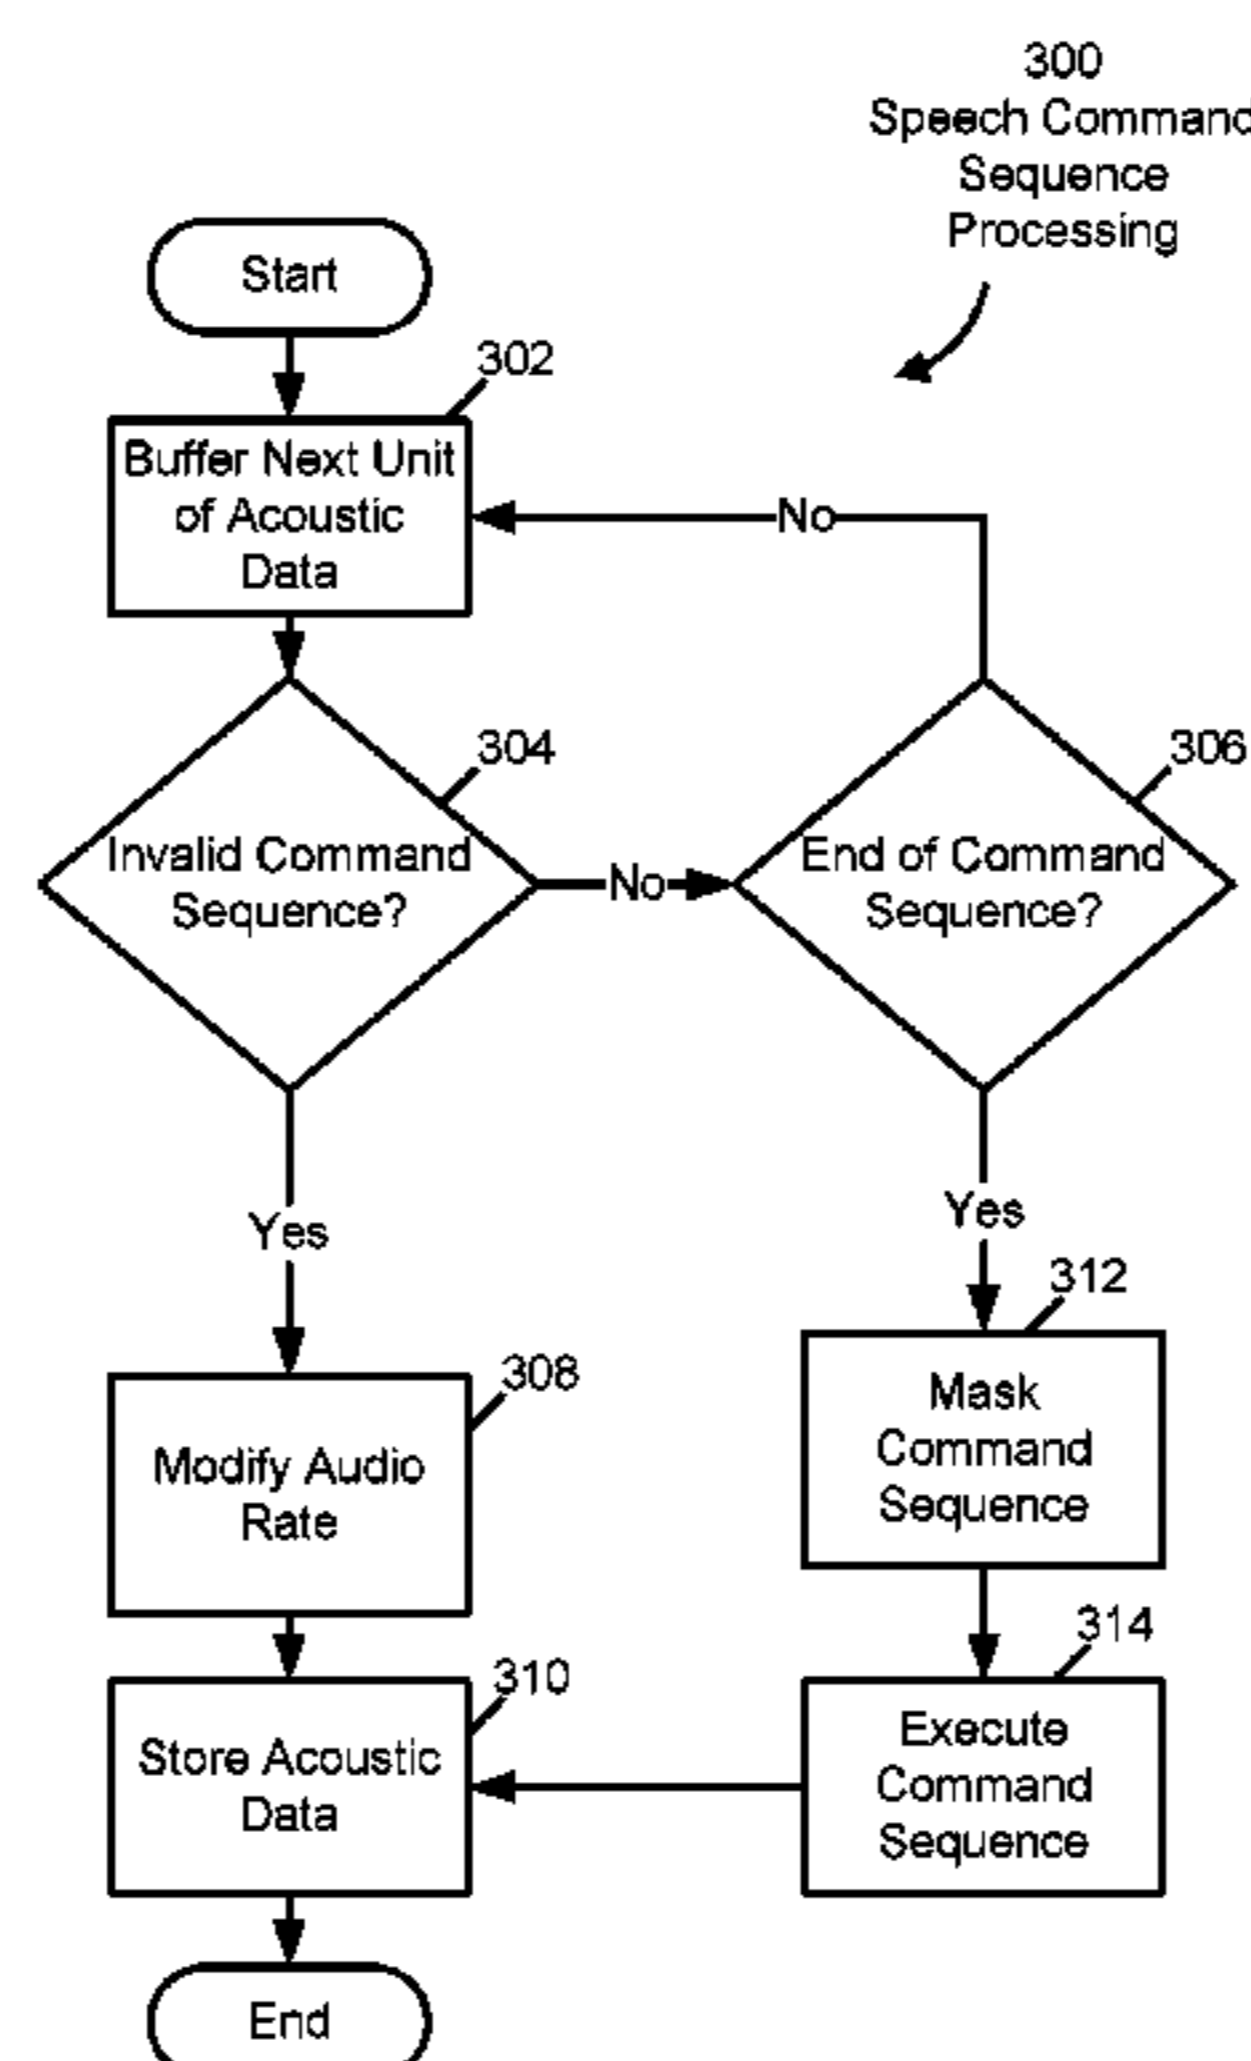 300
Speech Command
Sequence
Processing
Start
302
Buffer Next Unit
of Acoustic
Data
No
304
Invalid Command
Sequence?
No
306
End of Command
Sequence?
Yes
Yes
308
Modify Audio
Rate
312
Mask
Command
Sequence
310
Store Acoustic
Data
314
Execute
Command
Sequence
End